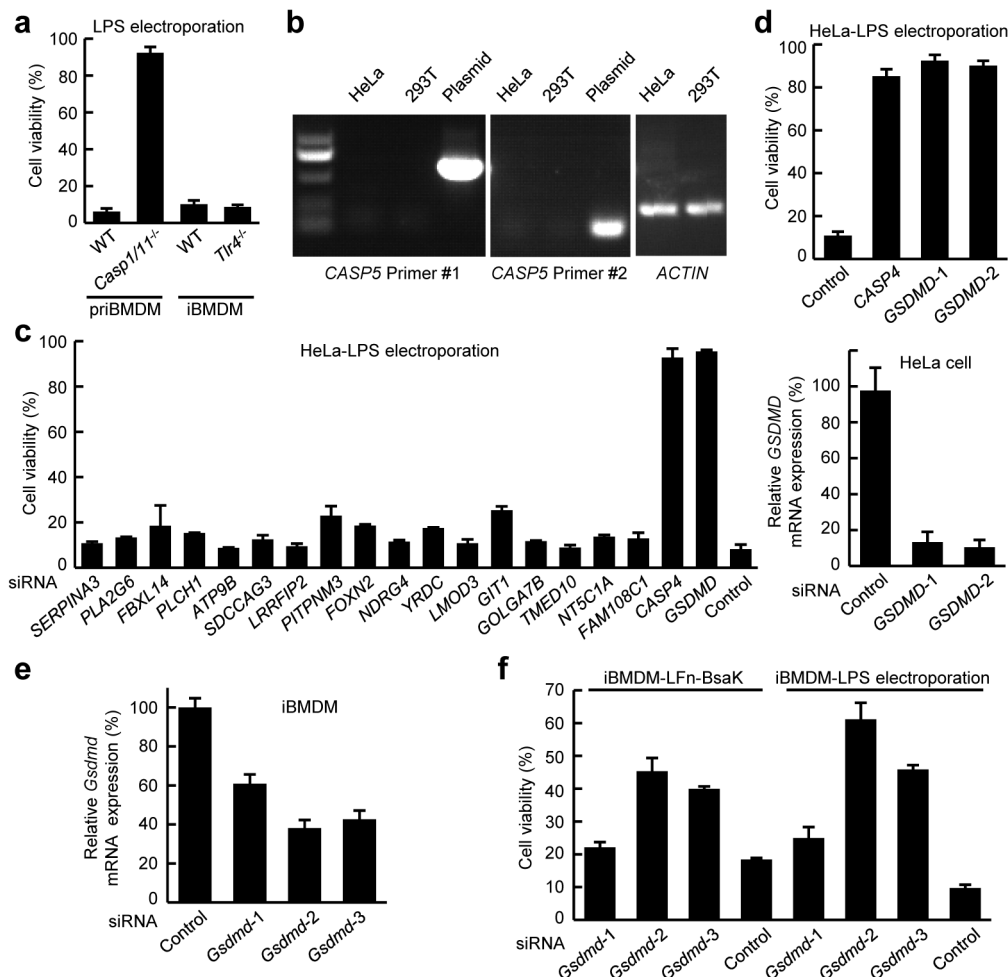 a
LPS electroporation
Cell viability (%)
100
80
60
40
20
0
WT
Casp1/11-/-
WT
Tlr4-/-
priBMDM
iBMDM
b
HeLa
293T
Plasmid
HeLa
293T
Plasmid
HeLa
293T
CASP5 Primer #1
CASP5 Primer #2
ACTIN
c
HeLa-LPS electroporation
Cell viability (%)
100
80
60
40
20
0
siRNA
SERPINA3
PLA2G6
FBXL14
PLCH1
ATP9B
SDCCAG3
LRRFIP2
PITPNM3
FOXN2
NDRG4
YRDC
LMOD3
GIT1
GOLGA7B
TMED10
NT5C1A
FAM108C1
CASP4
GSDMD
Control
d
HeLa-LPS electroporation
Cell viability (%)
100
80
60
40
20
0
Control
CASP4
GSDMD-1
GSDMD-2
HeLa cell
Relative GSDMD
mRNA expression (%)
100
80
60
40
20
0
siRNA
Control
GSDMD-1
GSDMD-2
e
iBMDM
Relative Gsdmd
mRNA expression (%)
100
80
60
40
20
0
siRNA
Control
Gsdmd-1
Gsdmd-2
Gsdmd-3
f
iBMDM-LFn-BsaK
iBMDM-LPS electroporation
Cell viability (%)
70
60
50
40
30
20
10
0
siRNA
Gsdmd-1
Gsdmd-2
Gsdmd-3
Control
Gsdmd-1
Gsdmd-2
Gsdmd-3
Control